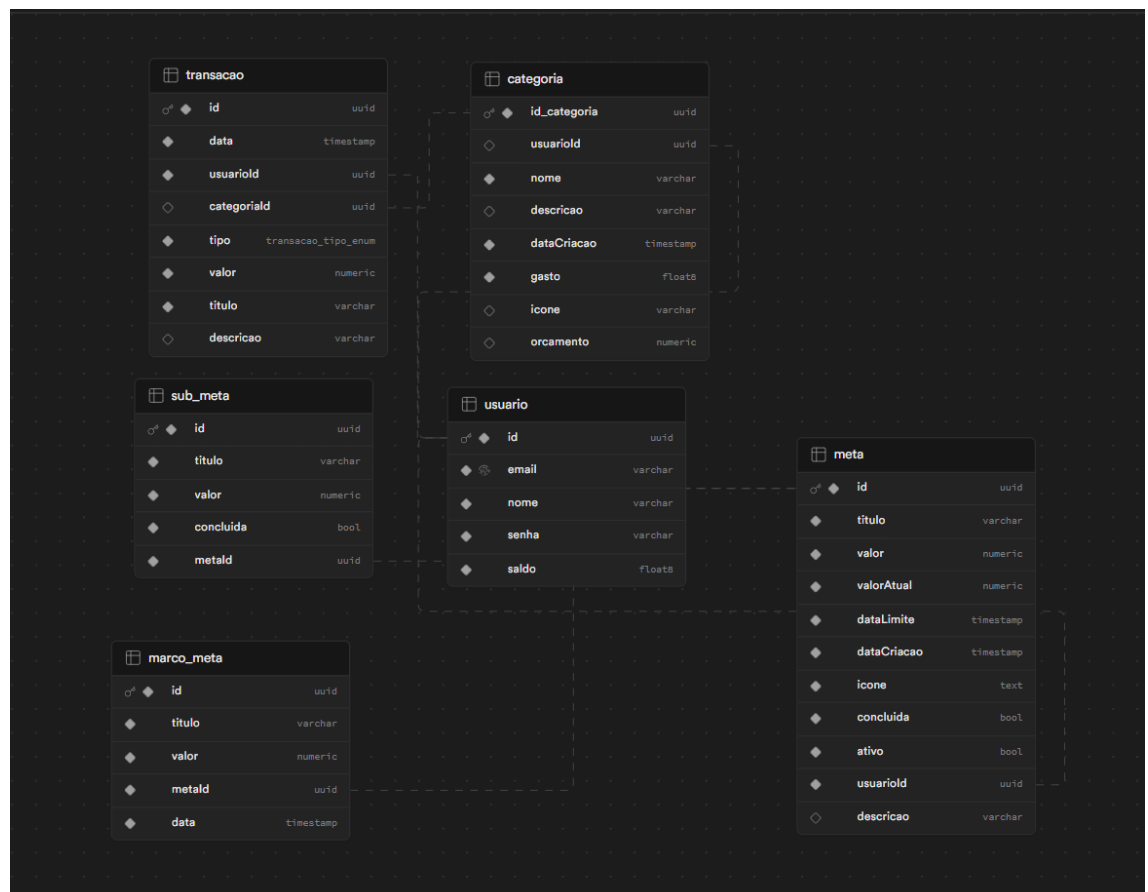 transacao
id uuid
data timestamp
usuarioId uuid
categoriaId uuid
tipo transacao_tipo_enum
valor numeric
titulo varchar
descricao varchar
categoria
id_categoria uuid
usuarioId uuid
nome varchar
descricao varchar
dataCriacao timestamp
gasto float8
icone varchar
orcamento numeric
sub_meta
id uuid
titulo varchar
valor numeric
concluida bool
metaId uuid
usuario
id uuid
email varchar
nome varchar
senha varchar
saldo float8
meta
id uuid
titulo varchar
valor numeric
valorAtual numeric
dataLimite timestamp
dataCriacao timestamp
icone text
concluida bool
ativo bool
usuarioId uuid
descricao varchar
marco_meta
id uuid
titulo varchar
valor numeric
metaId uuid
data timestamp